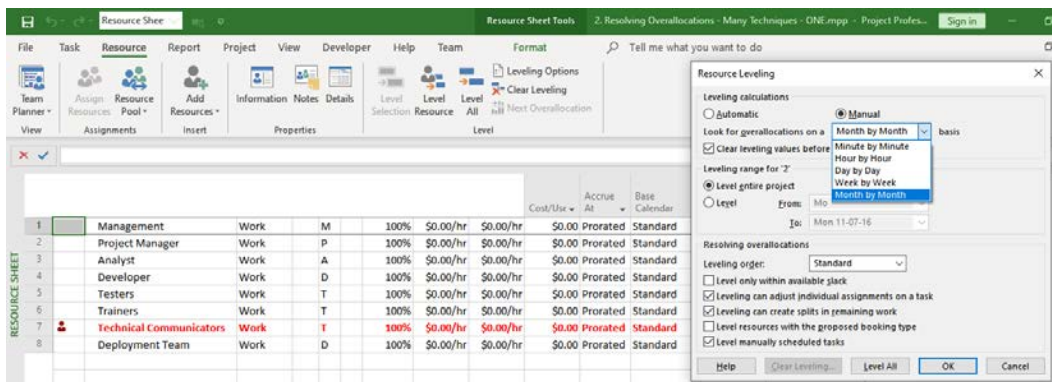 Resource Shee
Resource Sheet Tools
2. Resolving Overallocations - Many Techniques - ONE.mpp - Project Profes...
Sign in
File Task Resource Report Project View Developer Help Team Format Tell me what you want to do
Team Planner
Assign Resources
Resource Pool
Add Resources
Information Notes Details
Level Selection
Level Resource
Level All
Leveling Options
Clear Leveling
Next Overallocation
View Assignments Insert Properties Level
Cost/Use Accrue At Base Calendar
RESOURCE SHEET
1 Management Work M 100% $0.00/hr $0.00/hr $0.00 Prorated Standard
2 Project Manager Work P 100% $0.00/hr $0.00/hr $0.00 Prorated Standard
3 Analyst Work A 100% $0.00/hr $0.00/hr $0.00 Prorated Standard
4 Developer Work D 100% $0.00/hr $0.00/hr $0.00 Prorated Standard
5 Testers Work T 100% $0.00/hr $0.00/hr $0.00 Prorated Standard
6 Trainers Work T 100% $0.00/hr $0.00/hr $0.00 Prorated Standard
7 Technical Communicators Work T 100% $0.00/hr $0.00/hr $0.00 Prorated Standard
8 Deployment Team Work D 100% $0.00/hr $0.00/hr $0.00 Prorated Standard
Resource Leveling
Leveling calculations
Automatic Manual
Look for overallocations on a Month by Month basis
Clear leveling values before
Minute by Minute
Hour by Hour
Day by Day
Week by Week
Month by Month
Leveling range for '2'
Level entire project
Level From: Mo
To: Mon 11-07-16
Resolving overallocations
Leveling order: Standard
Level only within available slack
Leveling can adjust individual assignments on a task
Leveling can create splits in remaining work
Level resources with the proposed booking type
Level manually scheduled tasks
Help Clear Leveling... Level All OK Cancel